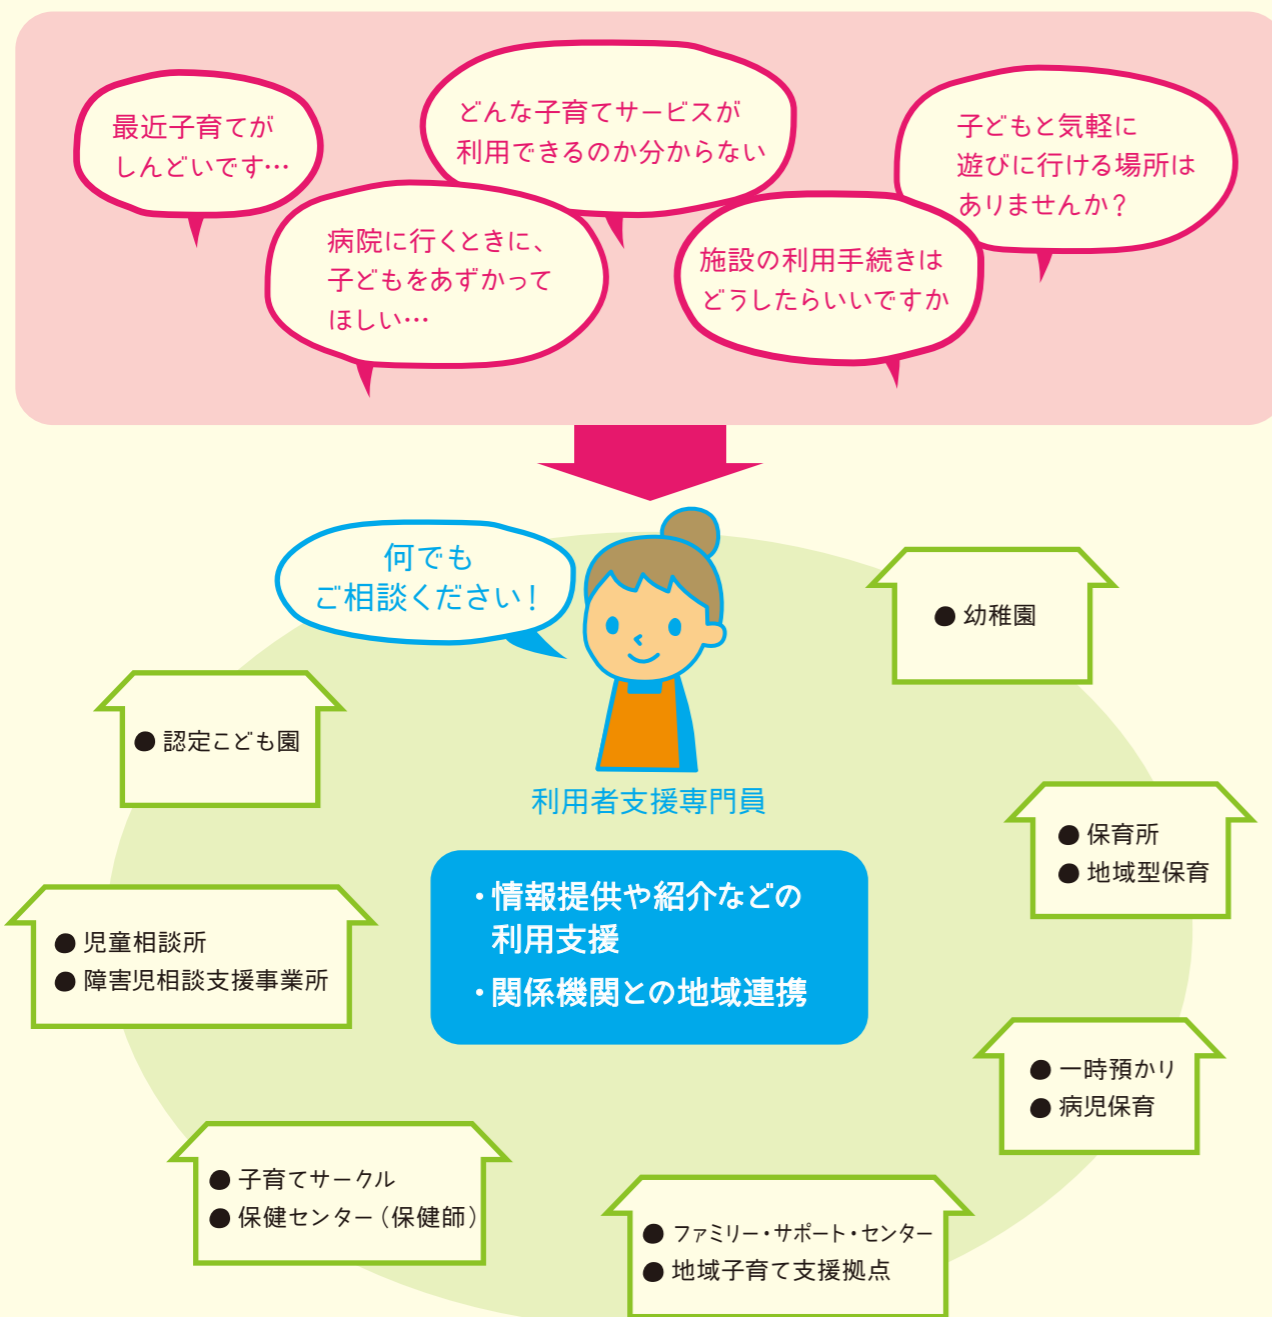 最近子育てが
しんどいです…
どんな子育てサービスが
利用できるのか分からない
子どもと気軽に
遊びに行ける場所は
ありませんか？
病院に行くときに、
子どもをあずかって
ほしい…
施設の利用手続きは
どうしたらいいですか
何でも
ご相談ください！
利用者支援専門員
・情報提供や紹介などの
利用支援
・関係機関との地域連携
● 幼稚園
● 認定こども園
● 保育所
● 地域型保育
● 児童相談所
● 障害児相談支援事業所
● 一時預かり
● 病児保育
● 子育てサークル
● 保健センター（保健師）
● ファミリー・サポート・センター
● 地域子育て支援拠点